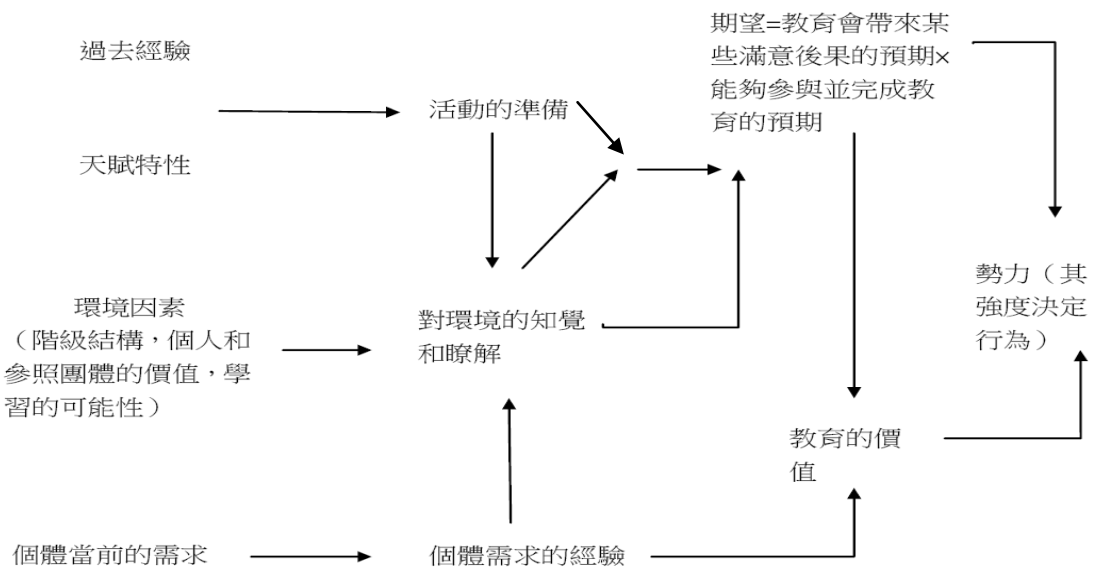 過去經驗
天賦特性
環境因素
（階級結構，個人和
參照團體的價值，學
習的可能性）
個體當前的需求
活動的準備
對環境的知覺
和瞭解
個體需求的經驗
期望=教育會帶來某
些滿意後果的預期×
能夠參與並完成教
育的預期
教育的價
值
勢力（其
強度決定
行為）